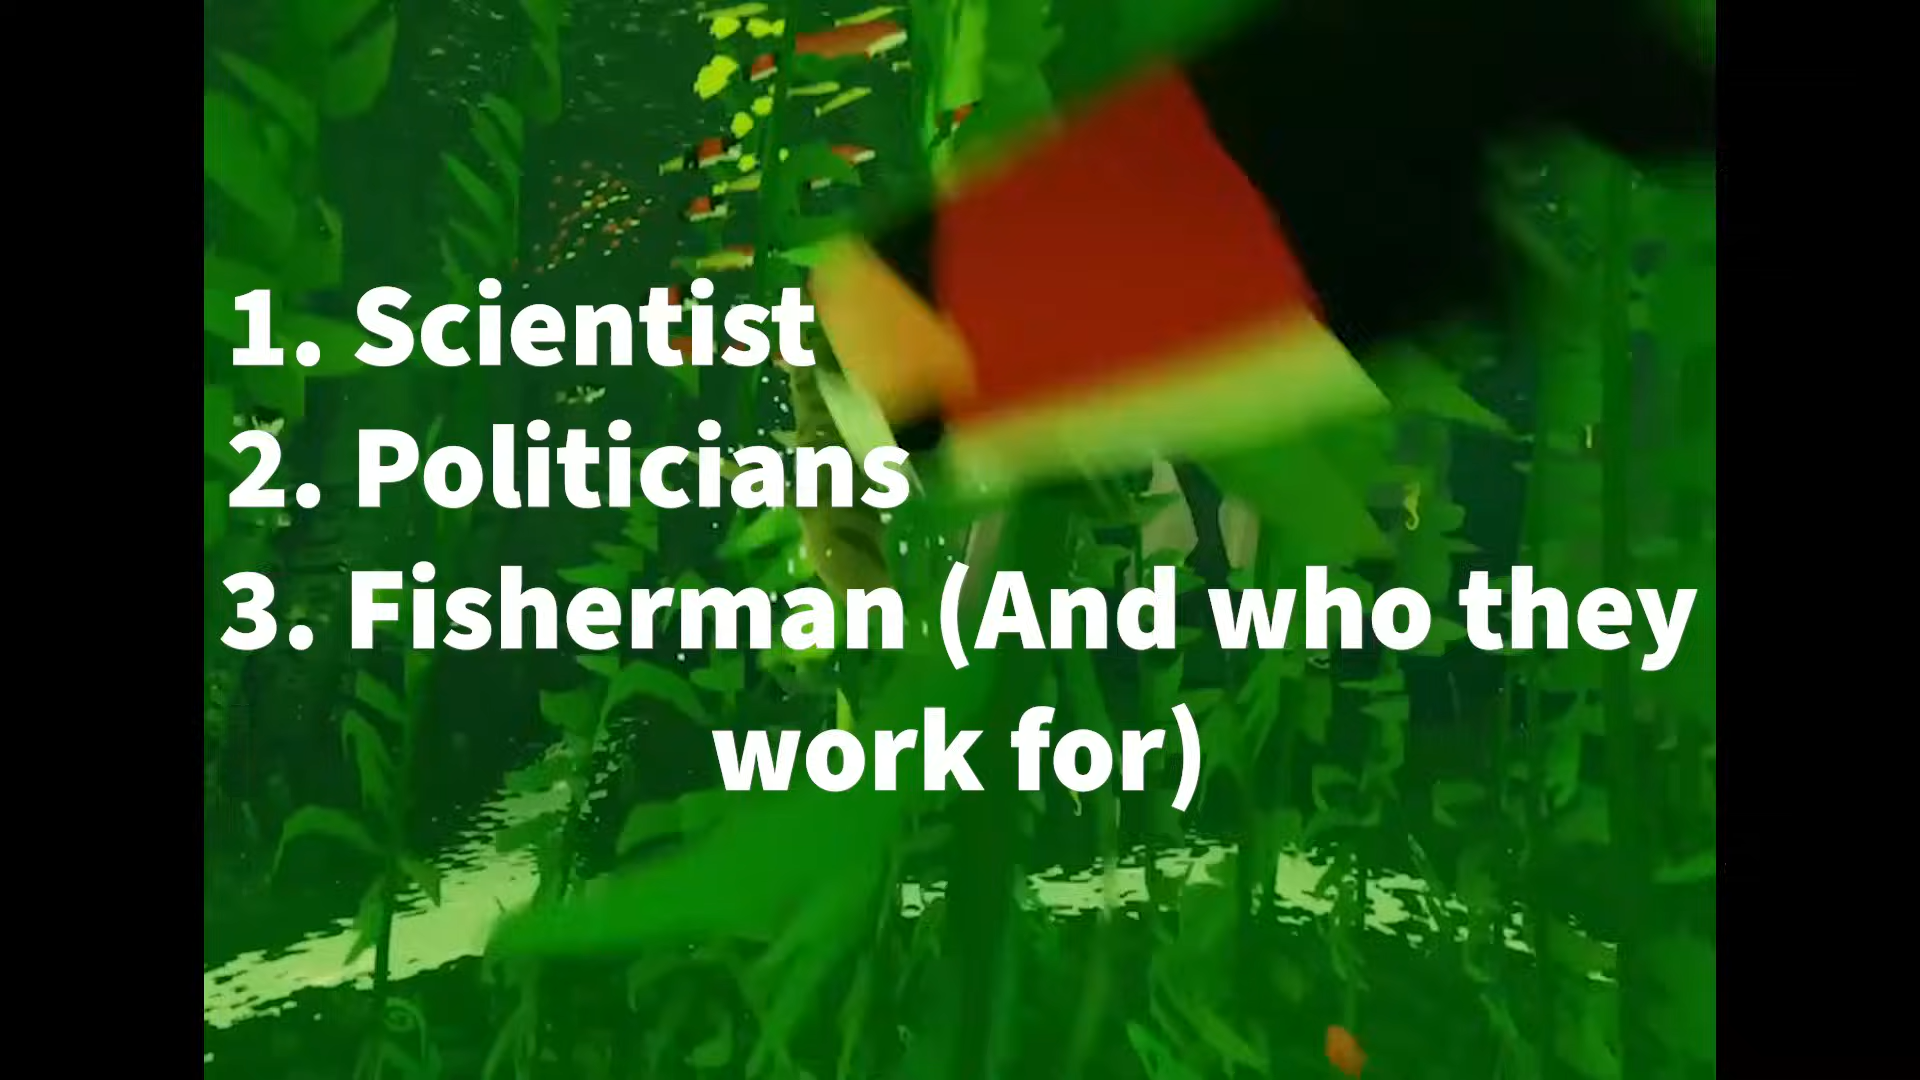 1. Scientist
2. Politicians
3. Fisherman (And who they
work for)